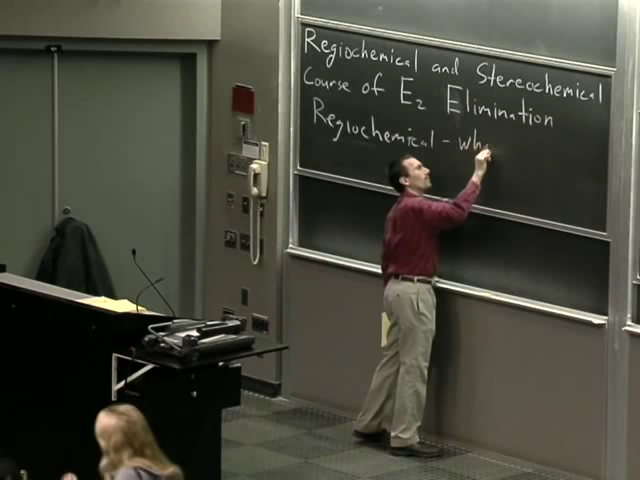 Regiochemical and Stereochemical
Course of E₂ Elimination
Regiochemical - wh